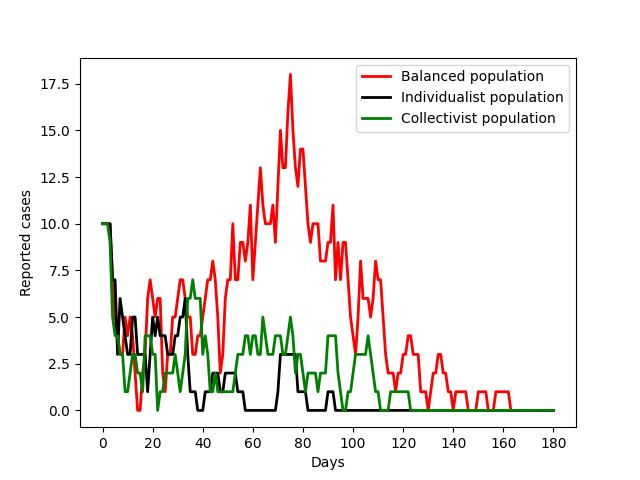 Balanced population
Individualist population
Collectivist population
17.5
15.0
12.5
10.0
7.5
5.0
2.5
0.0
Reported cases
0 20 40 60 80 100 120 140 160 180
Days